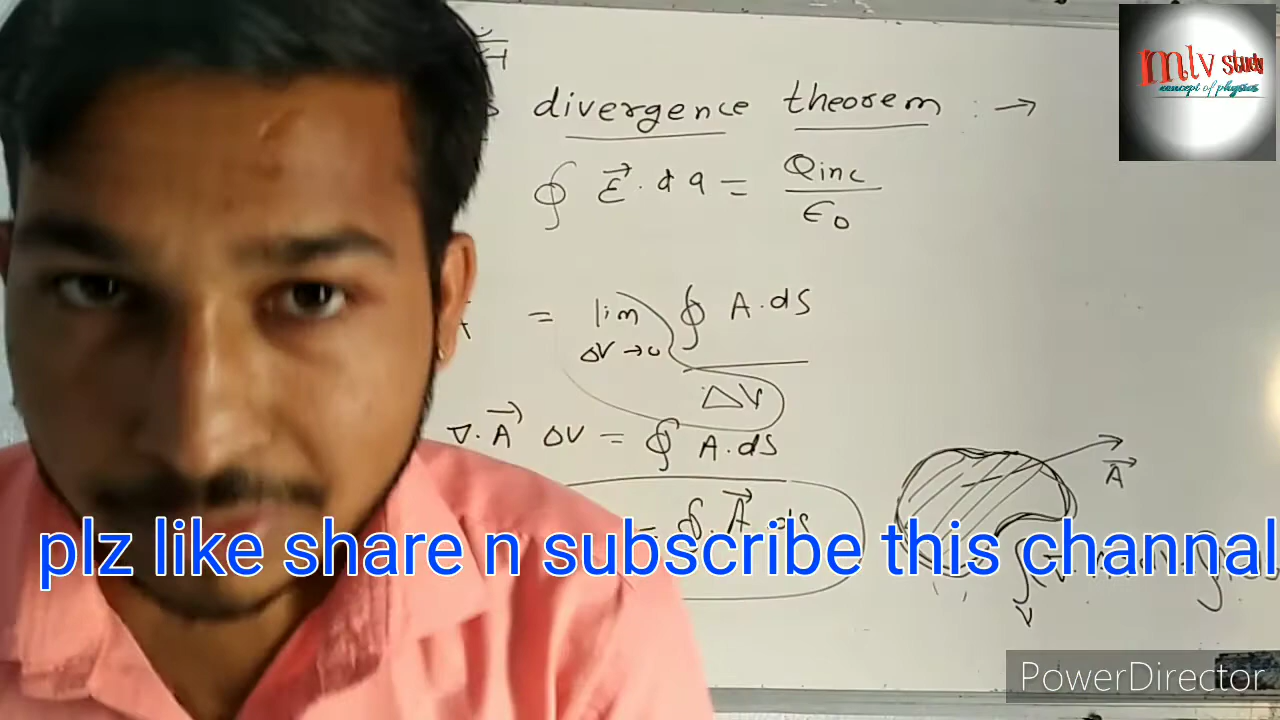 mlv study
concept of physics
divergence theorem : →
∮ E⃗ . da = Qinc / ε0
= lim ∮ A.dS
ΔV→0 ΔV
∇.A⃗ ΔV = ∮ A.dS
= ∮. A⃗ . ds
A⃗
plz like share n subscribe this channal
V
PowerDirector